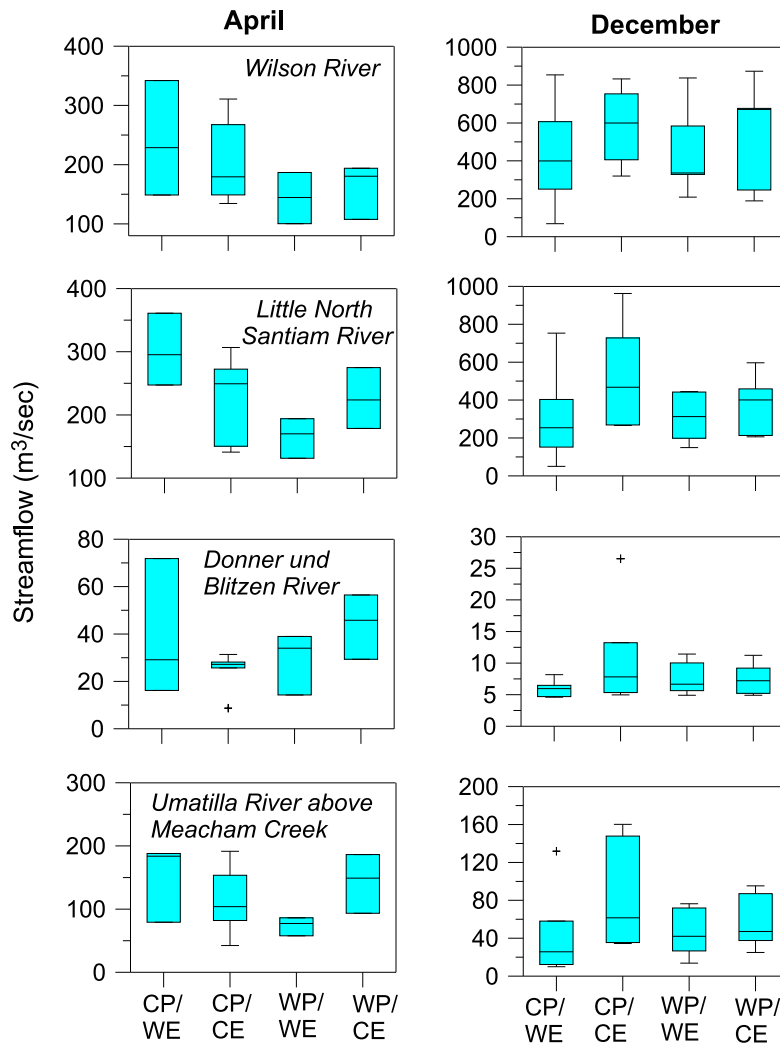 April
December
Streamflow (m³/sec)
400
300
200
100
Wilson River
1000
800
600
400
200
0
400
300
200
100
Little North
Santiam River
1000
800
600
400
200
0
80
60
40
20
0
Donner und
Blitzen River
30
25
20
15
10
5
0
300
200
100
0
Umatilla River above
Meacham Creek
200
160
120
80
40
0
CP/
WE
CP/
CE
WP/
WE
WP/
CE
CP/
WE
CP/
CE
WP/
WE
WP/
CE